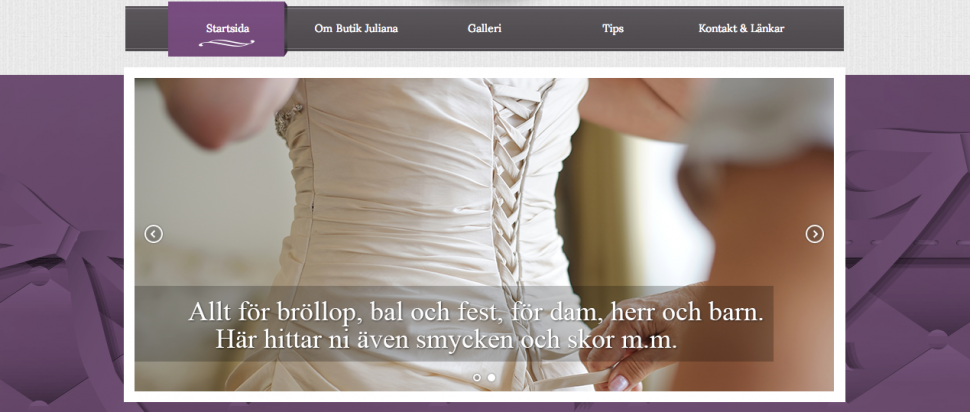 Startsida Om Butik Juliana Galleri Tips Kontakt & Länkar
Allt för bröllop, bal och fest, för dam, herr och barn.
Här hittar ni även smycken och skor m.m.